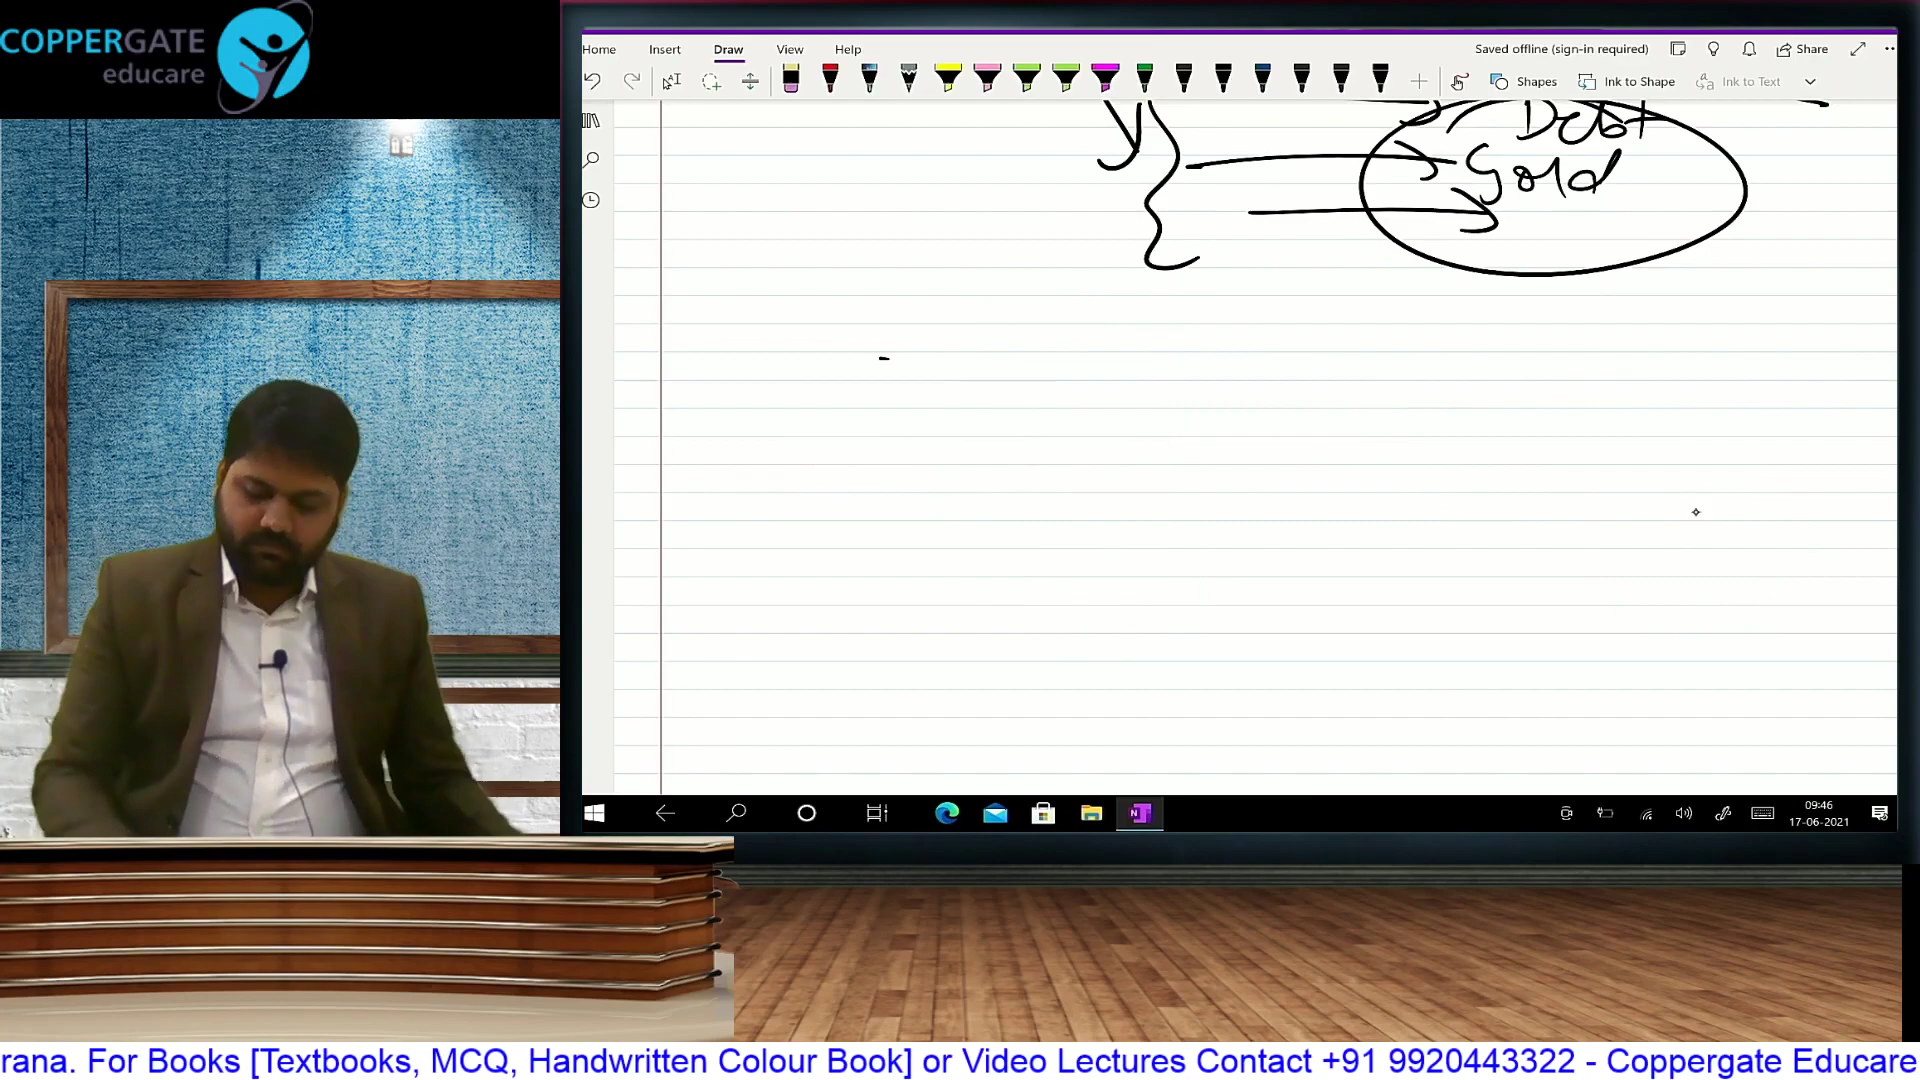 COPPERGATE
educare
Home Insert Draw View Help
Saved offline (sign-in required)
Share
Shapes
Ink to Shape
Ink to Text
Debt
Gold
09:46
17-06-2021
rana. For Books [Textbooks, MCQ, Handwritten Colour Book] or Video Lectures Contact +91 9920443322 - Coppergate Educare